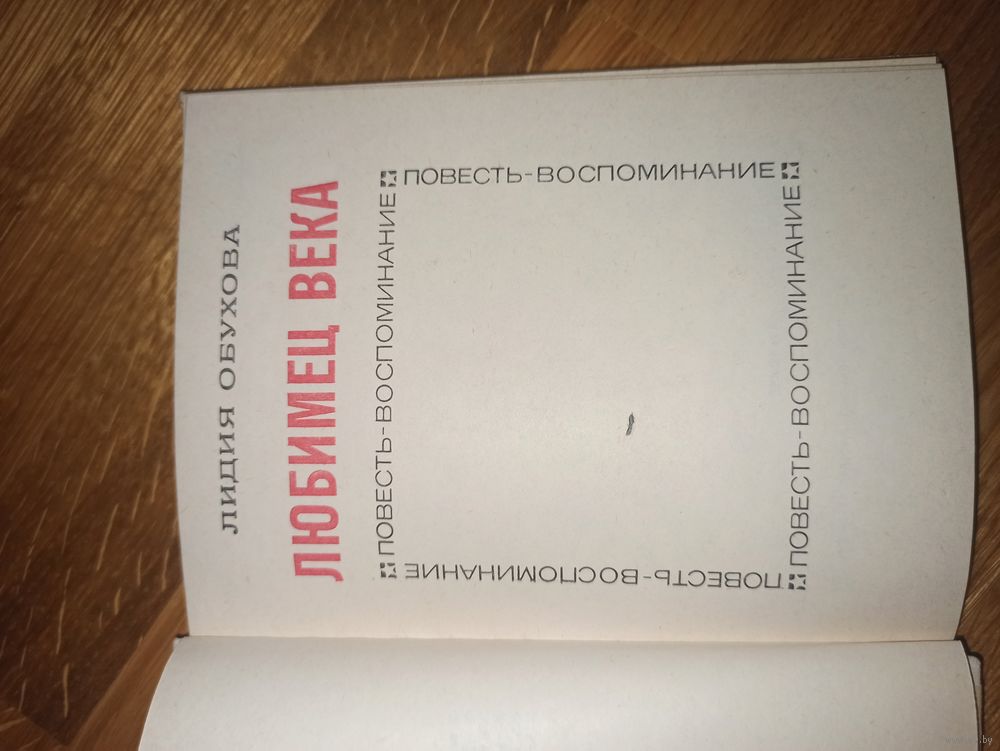 ЛИДИЯ ОБУХОВА
ЛЮБИМЕЦ ВЕКА
ПОВЕСТЬ-ВОСПОМИНАНИЕ
ПОВЕСТЬ-ВОСПОМИНАНИЕ
ПОВЕСТЬ-ВОСПОМИНАНИЕ
ПОВЕСТЬ-ВОСПОМИНАНИЕ